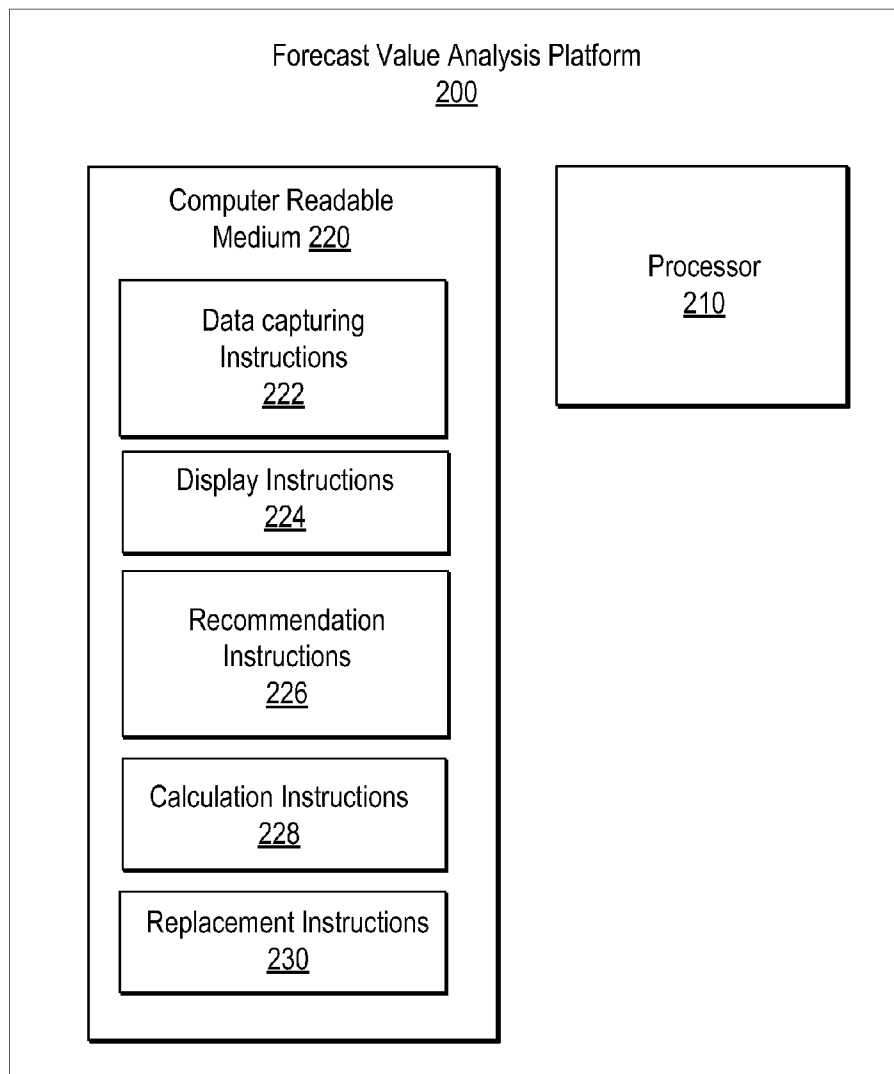 Forecast Value Analysis Platform
200
Computer Readable
Medium 220
Data capturing
Instructions
222
Display Instructions
224
Recommendation
Instructions
226
Calculation Instructions
228
Replacement Instructions
230
Processor
210